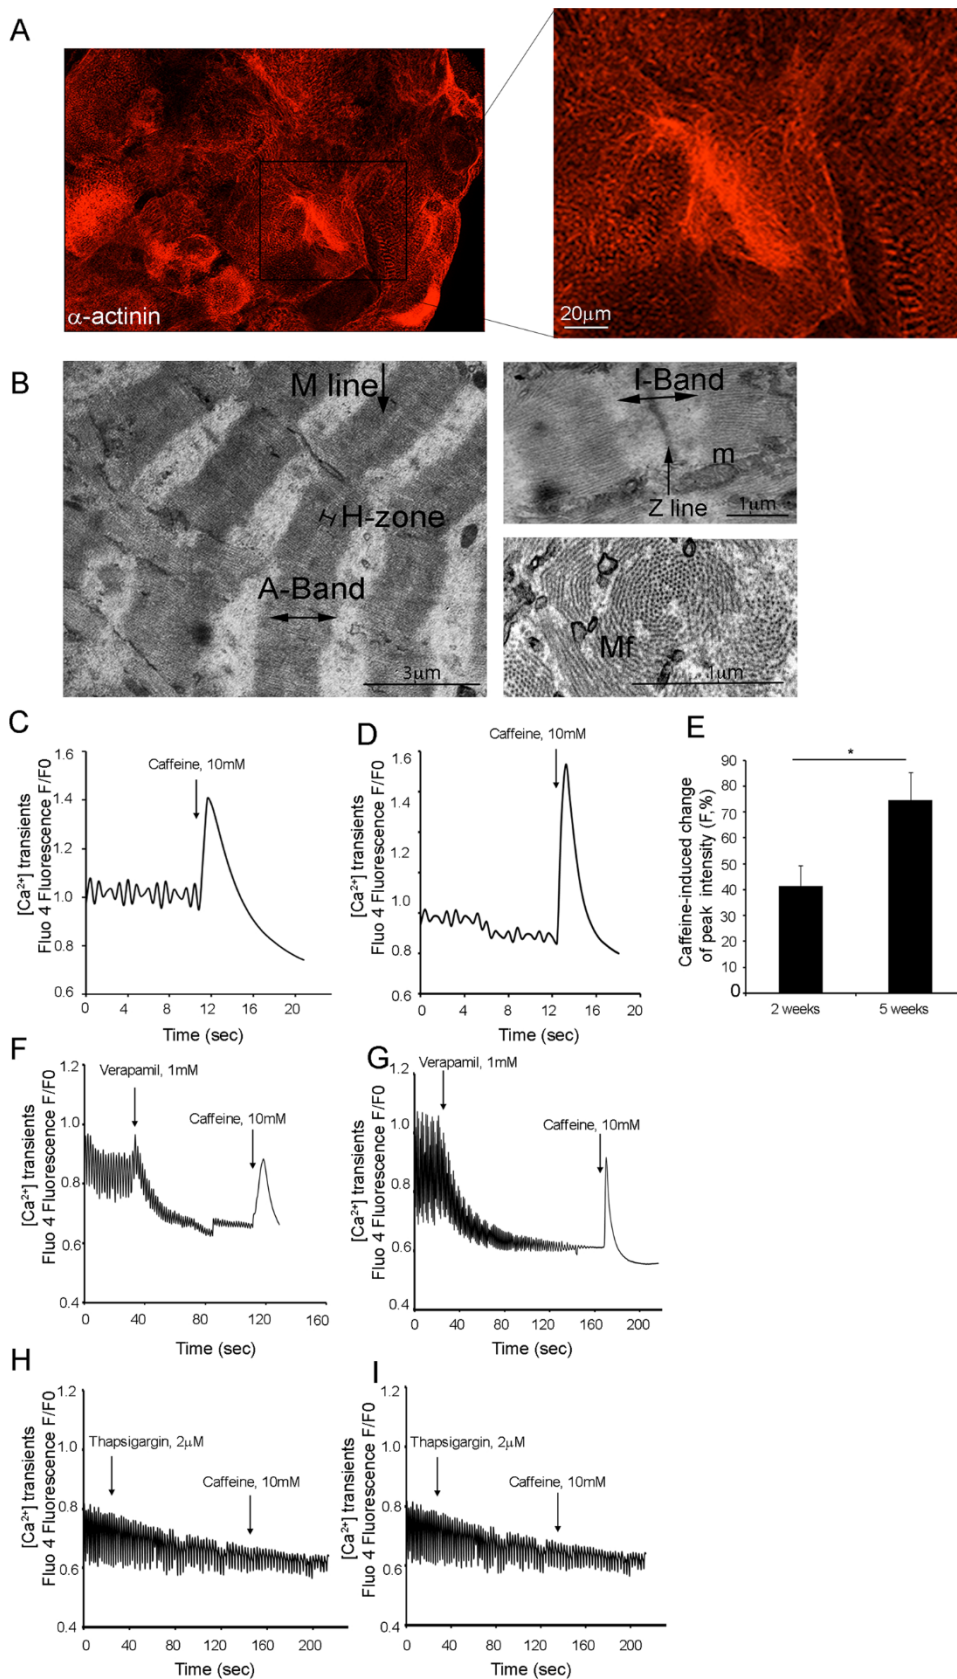 A
α-actinin
20µm
B
M line
H-zone
A-Band
3µm
I-Band
m
Z line
1µm
Mf
1µm
C
[Ca²⁺] transients
Fluo 4 Fluorescence F/F0
1.6
1.4
1.2
1.0
0.8
0.6
Caffeine, 10mM
0 4 8 12 16 20
Time (sec)
D
[Ca²⁺] transients
Fluo 4 Fluorescence F/F0
1.6
1.4
1.2
1.0
0.8
0.6
Caffeine, 10mM
0 4 8 12 16 20
Time (sec)
E
Caffeine-induced change
of peak intensity (F,%)
90
80
70
60
50
40
30
20
10
0
*
2 weeks 5 weeks
F
[Ca²⁺] transients
Fluo 4 Fluorescence F/F0
1.2
1.0
0.8
0.6
0.4
Verapamil, 1mM
Caffeine, 10mM
0 40 80 120 160
Time (sec)
G
[Ca²⁺] transients
Fluo 4 Fluorescence F/F0
1.2
1.0
0.8
0.6
0.4
Verapamil, 1mM
Caffeine, 10mM
0 40 80 120 160 200
Time (sec)
H
[Ca²⁺] transients
Fluo 4 Fluorescence F/F0
1.2
1.0
0.8
0.6
0.4
Thapsigargin, 2µM
Caffeine, 10mM
0 40 80 120 160 200
Time (sec)
I
[Ca²⁺] transients
Fluo 4 Fluorescence F/F0
1.2
1.0
0.8
0.6
0.4
Thapsigargin, 2µM
Caffeine, 10mM
0 40 80 120 160 200
Time (sec)